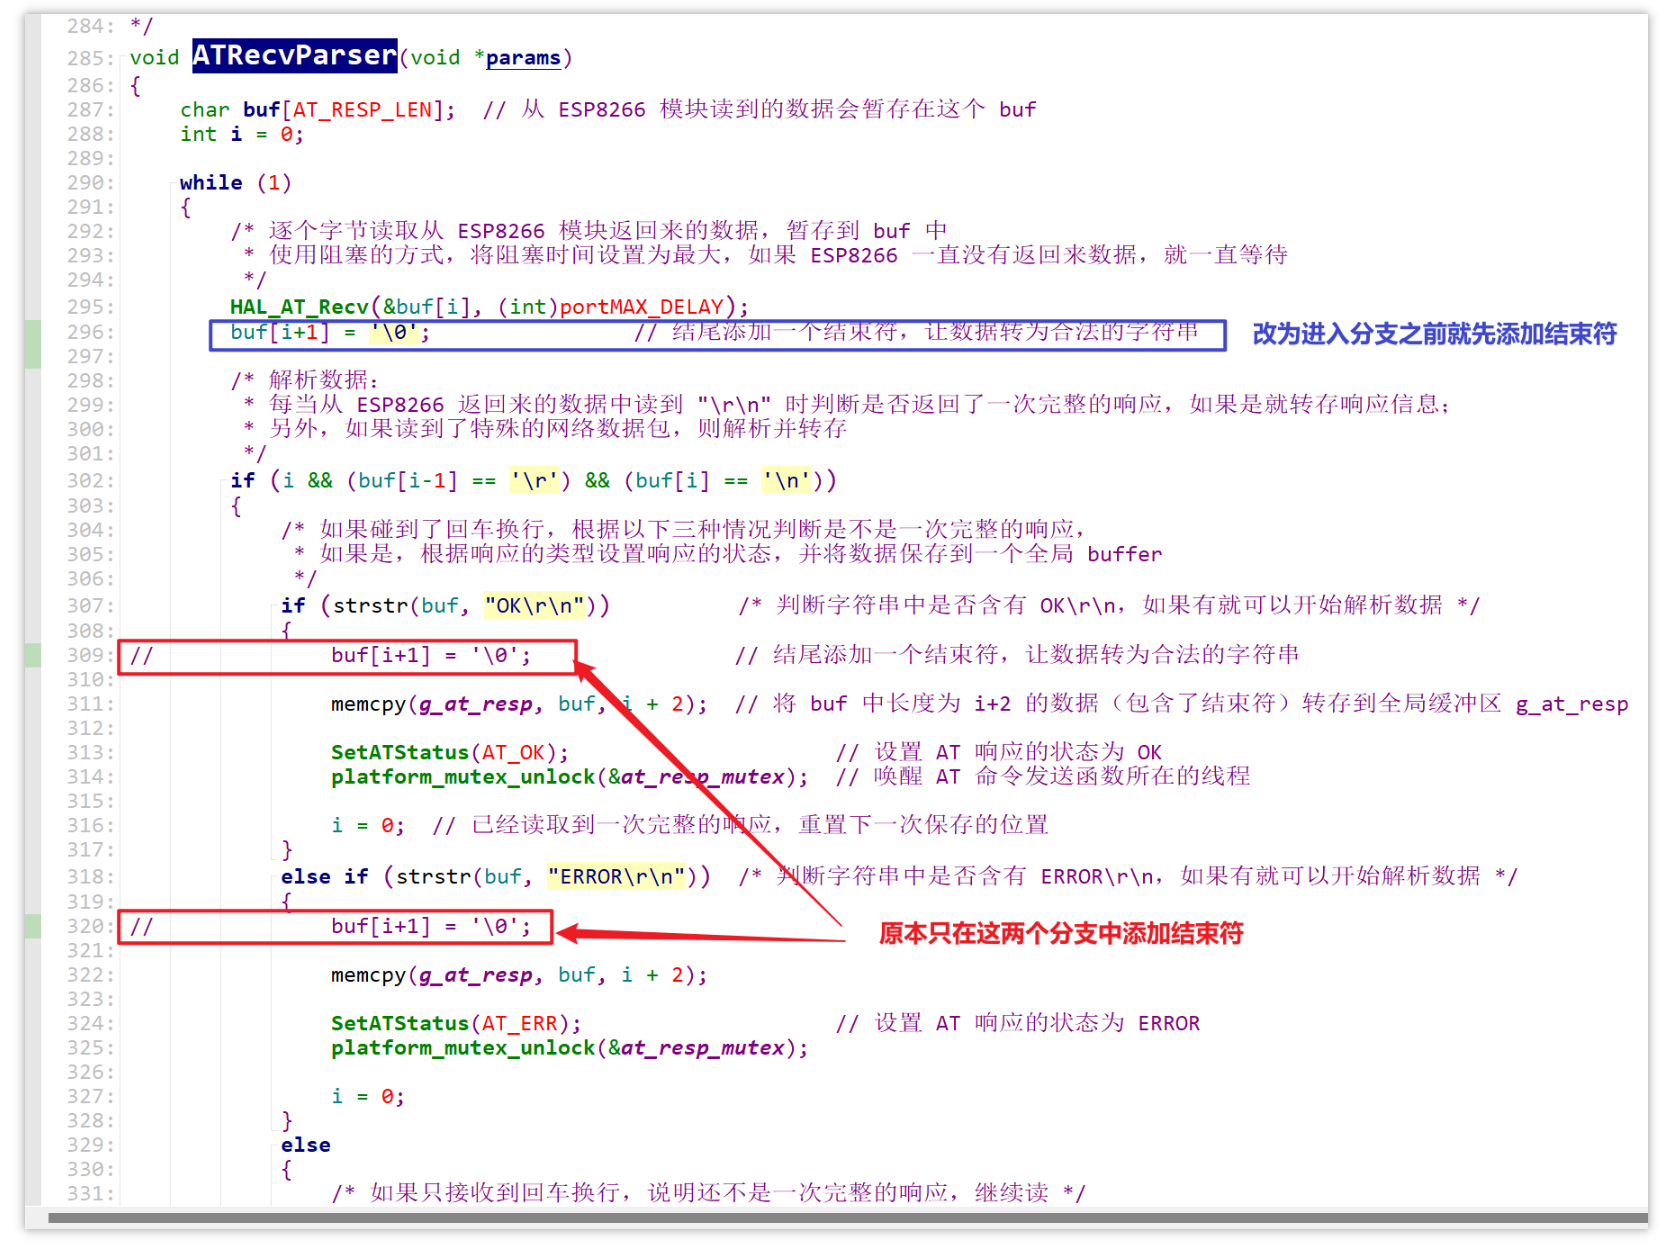 284: */
285: void ATRecvParser(void *params)
286: {
287:     char buf[AT_RESP_LEN];  // 从 ESP8266 模块读到的数据会暂存在这个 buf
288:     int i = 0;
289:
290:     while (1)
291:     {
292:         /* 逐个字节读取从 ESP8266 模块返回来的数据，暂存到 buf 中
293:          * 使用阻塞的方式，将阻塞时间设置为最大，如果 ESP8266 一直没有返回来数据，就一直等待
294:          */
295:         HAL_AT_Recv(&buf[i], (int)portMAX_DELAY);
296:         buf[i+1] = '\0';                // 结尾添加一个结束符，让数据转为合法的字符串    改为进入分支之前就先添加结束符
297:
298:         /* 解析数据：
299:          * 每当从 ESP8266 返回来的数据中读到 "\r\n" 时判断是否返回了一次完整的响应，如果是就转存响应信息；
300:          * 另外，如果读到了特殊的网络数据包，则解析并转存
301:          */
302:         if (i && (buf[i-1] == '\r') && (buf[i] == '\n'))
303:         {
304:             /* 如果碰到了回车换行，根据以下三种情况判断是不是一次完整的响应，
305:              * 如果是，根据响应的类型设置响应的状态，并将数据保存到一个全局 buffer
306:              */
307:             if (strstr(buf, "OK\r\n"))          /* 判断字符串中是否含有 OK\r\n，如果有就可以开始解析数据 */
308:             {
309: //              buf[i+1] = '\0';                // 结尾添加一个结束符，让数据转为合法的字符串
310:
311:                 memcpy(g_at_resp, buf, i + 2);  // 将 buf 中长度为 i+2 的数据（包含了结束符）转存到全局缓冲区 g_at_resp
312:
313:                 SetATStatus(AT_OK);                     // 设置 AT 响应的状态为 OK
314:                 platform_mutex_unlock(&at_resp_mutex);  // 唤醒 AT 命令发送函数所在的线程
315:
316:                 i = 0;  // 已经读取到一次完整的响应，重置下一次保存的位置
317:             }
318:             else if (strstr(buf, "ERROR\r\n"))  /* 判断字符串中是否含有 ERROR\r\n，如果有就可以开始解析数据 */
319:             {
320: //              buf[i+1] = '\0';    原本只在这两个分支中添加结束符
321:
322:                 memcpy(g_at_resp, buf, i + 2);
323:
324:                 SetATStatus(AT_ERR);                    // 设置 AT 响应的状态为 ERROR
325:                 platform_mutex_unlock(&at_resp_mutex);
326:
327:                 i = 0;
328:             }
329:             else
330:             {
331:                 /* 如果只接收到回车换行，说明还不是一次完整的响应，继续读 */